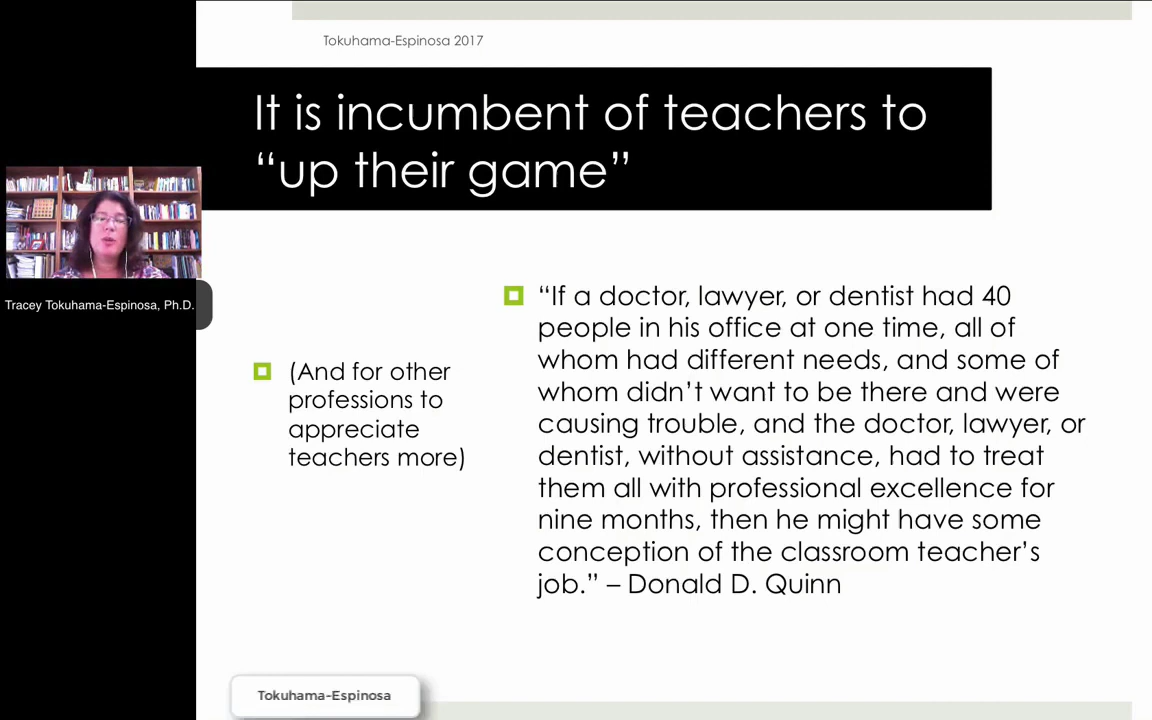 Tokuhama-Espinosa 2017
It is incumbent of teachers to
“up their game”
Tracey Tokuhama-Espinosa, Ph.D.
(And for other
professions to
appreciate
teachers more)
“If a doctor, lawyer, or dentist had 40
people in his office at one time, all of
whom had different needs, and some of
whom didn’t want to be there and were
causing trouble, and the doctor, lawyer, or
dentist, without assistance, had to treat
them all with professional excellence for
nine months, then he might have some
conception of the classroom teacher’s
job.” – Donald D. Quinn
Tokuhama-Espinosa